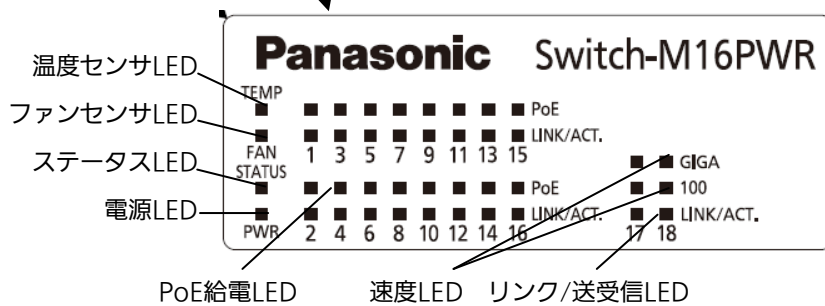 Panasonic Switch-M16PWR
温度センサLED
TEMP
PoE
ファンセンサLED
LINK/ACT.
FAN 1 3 5 7 9 11 13 15
GIGA
STATUS
ステータスLED
PoE
100
電源LED
LINK/ACT.
LINK/ACT.
PWR 2 4 6 8 10 12 14 16 17 18
PoE給電LED 速度LED リンク/送受信LED